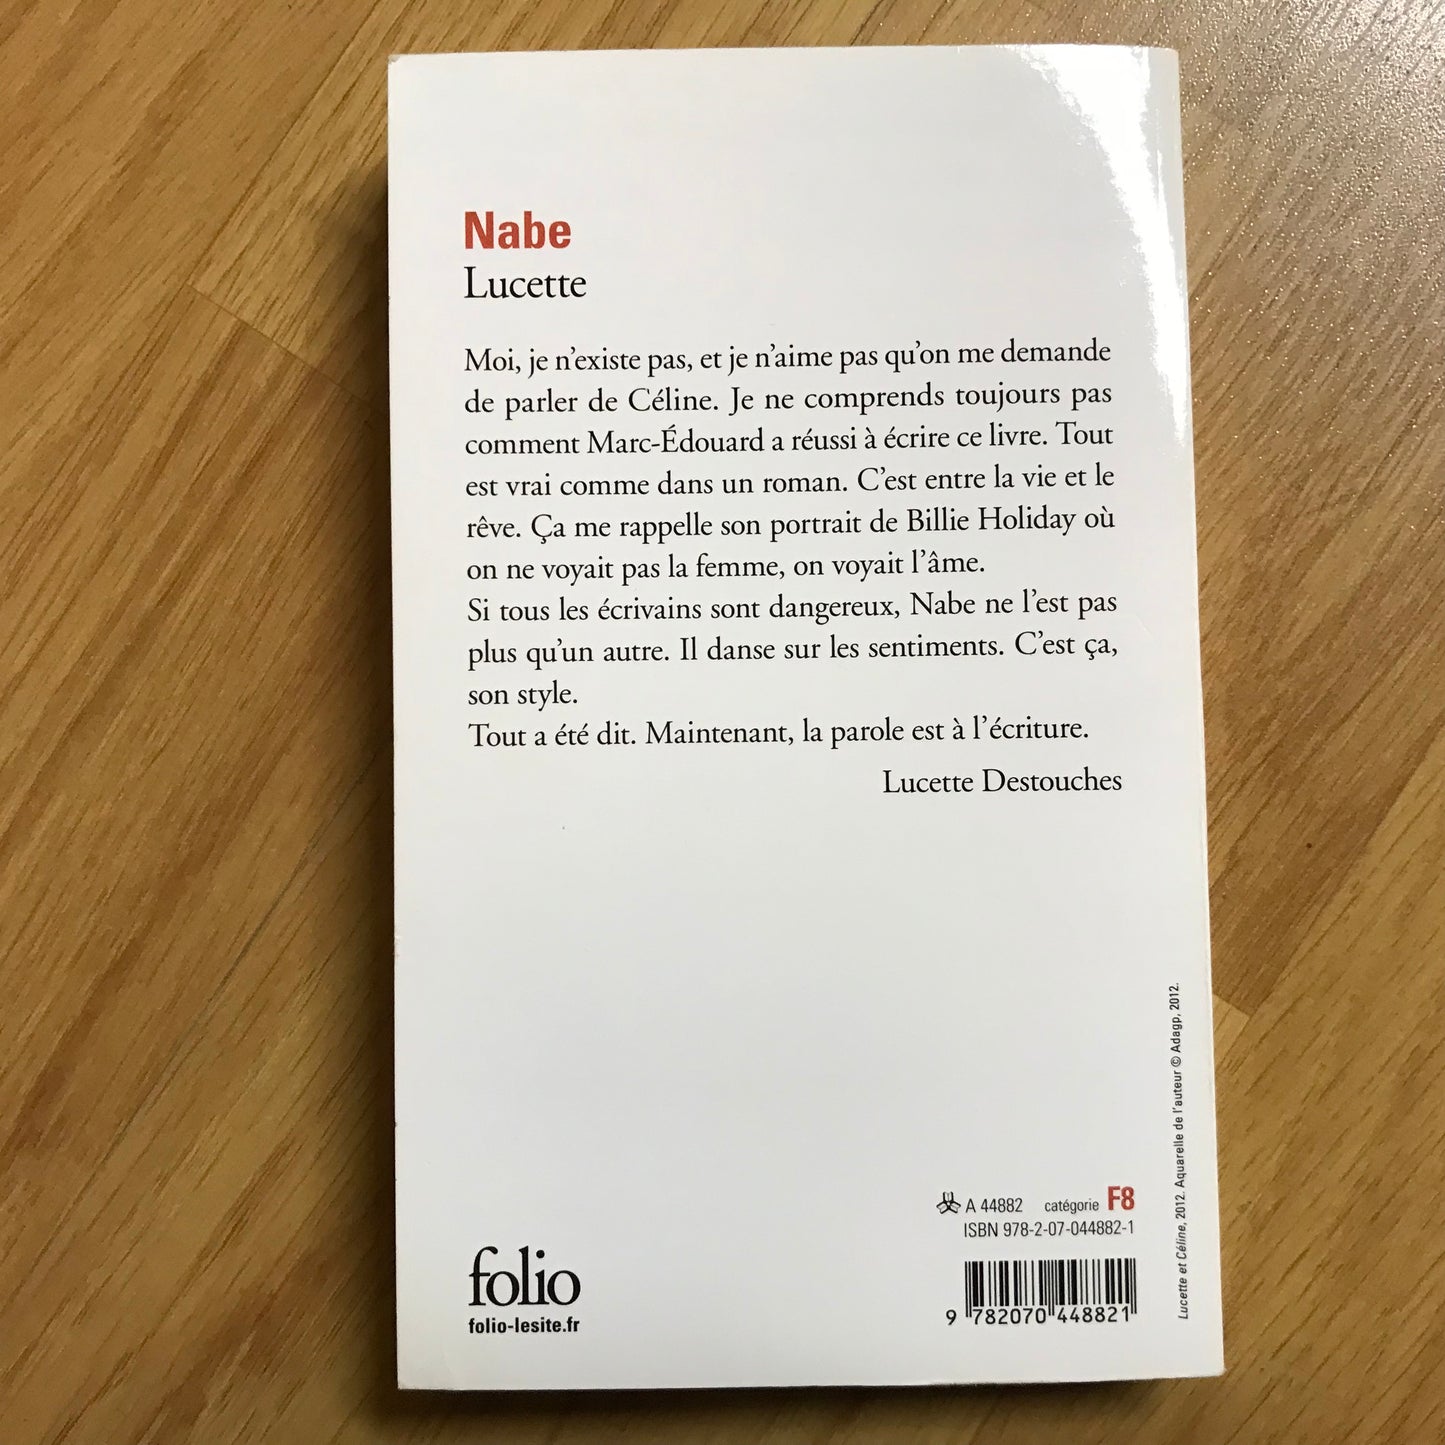 Nabe
Lucette
Moi, je n'existe pas, et je n'aime pas qu'on me demande
de parler de Céline. Je ne comprends toujours pas
comment Marc-Édouard a réussi à écrire ce livre. Tout
est vrai comme dans un roman. C'est entre la vie et le
rêve. Ça me rappelle son portrait de Billie Holiday où
on ne voyait pas la femme, on voyait l'âme.
Si tous les écrivains sont dangereux, Nabe ne l'est pas
plus qu'un autre. Il danse sur les sentiments. C'est ça,
son style.
Tout a été dit. Maintenant, la parole est à l'écriture.
Lucette Destouches
Lucette et Céline, 2012. Aquarelle de l'auteur © Adagp, 2012.
A 44882 catégorie F8
ISBN 978-2-07-044882-1
folio
folio-lesite.fr
9 782070 448821